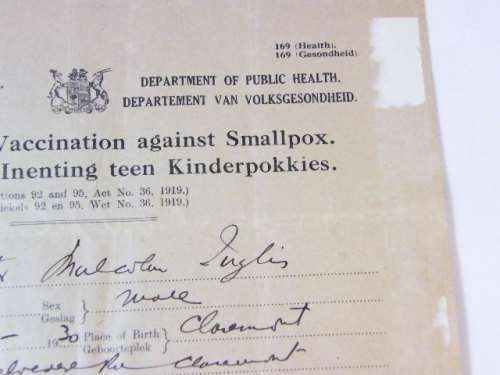 169 (Health).
169 (Gesondheid)
DEPARTMENT OF PUBLIC HEALTH.
DEPARTEMENT VAN VOLKSGESONDHEID.
Vaccination against Smallpox.
Inenting teen Kinderpokkies.
tions 92 and 95, Act No. 36, 1919.)
ikels 92 en 95, Wet No. 36, 1919.)
Malcolm Inglis
Sex
Geslag } Male
19 30 Place of Birth
Geboorteplek } Claremont
Claremont